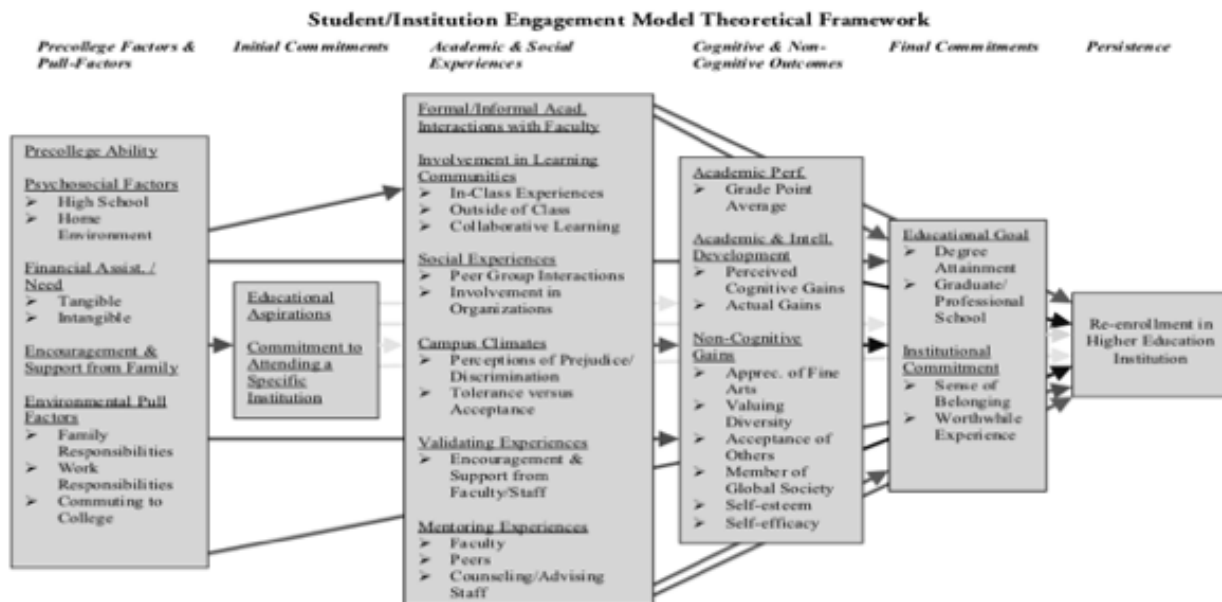 Student/Institution Engagement Model Theoretical Framework
Precollege Factors &
Pull-Factors
Initial Commitments
Academic & Social
Experiences
Cognitive & Non-
Cognitive Outcomes
Final Commitments
Persistence
Precollege Ability
Psychosocial Factors
➢ High School
➢ Home
Environment
Financial Assist. /
Need
➢ Tangible
➢ Intangible
Encouragement &
Support from Family
Environmental Pull
Factors
➢ Family
Responsibilities
➢ Work
Responsibilities
➢ Commuting to
College
Educational
Aspirations
Commitment to
Attending a
Specific
Institution
Formal/Informal Acad.
Interactions with Faculty
Involvement in Learning
Communities
➢ In-Class Experiences
➢ Outside of Class
➢ Collaborative Learning
Social Experiences
➢ Peer Group Interactions
➢ Involvement in
Organizations
Campus Climates
➢ Perceptions of Prejudice/
Discrimination
➢ Tolerance versus
Acceptance
Validating Experiences
➢ Encouragement &
Support from
Faculty/Staff
Mentoring Experiences
➢ Faculty
➢ Peers
➢ Counseling/Advising
Staff
Academic Perf.
➢ Grade Point
Average
Academic & Intell.
Development
➢ Perceived
Cognitive Gains
➢ Actual Gains
Non-Cognitive
Gains
➢ Apprec. of Fine
Arts
➢ Valuing
Diversity
➢ Acceptance of
Others
➢ Member of
Global Society
➢ Self-esteem
➢ Self-efficacy
Educational Goal
➢ Degree
Attainment
➢ Graduate/
Professional
School
Institutional
Commitment
➢ Sense of
Belonging
➢ Worthwhile
Experience
Re-enrollment in
Higher Education
Institution